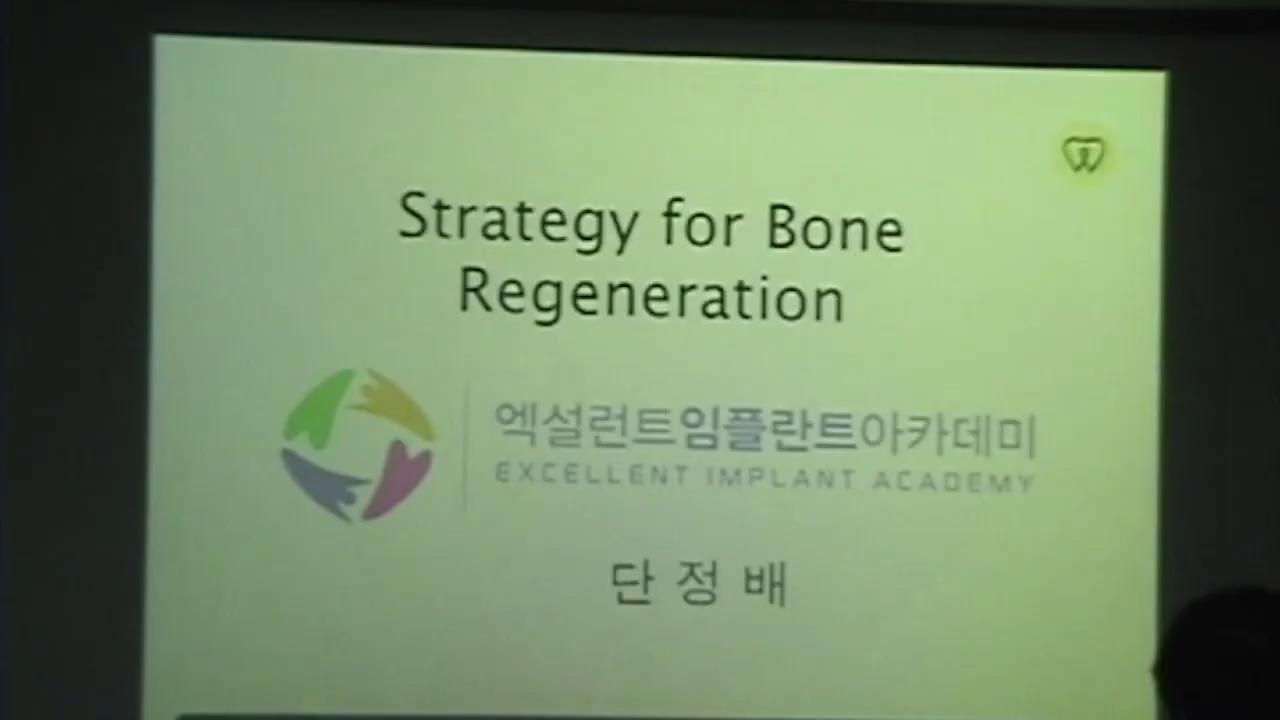 Strategy for Bone
Regeneration
엑설런트임플란트아카데미
EXCELLENT IMPLANT ACADEMY
단 정 배